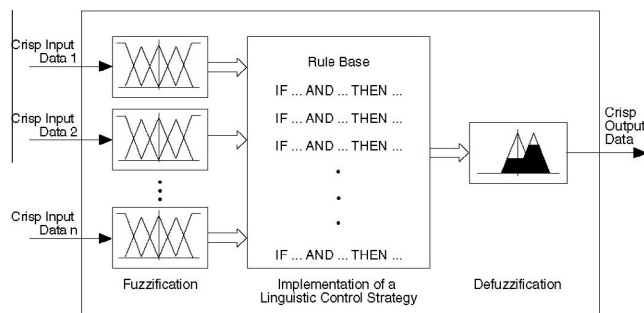 Crisp Input
Data 1
Crisp Input
Data 2
Crisp Input
Data n
Rule Base
IF ... AND ... THEN ...
IF ... AND ... THEN ...
IF ... AND ... THEN ...
IF ... AND ... THEN ...
Crisp
Output
Data
Fuzzification
Implementation of a
Linguistic Control Strategy
Defuzzification